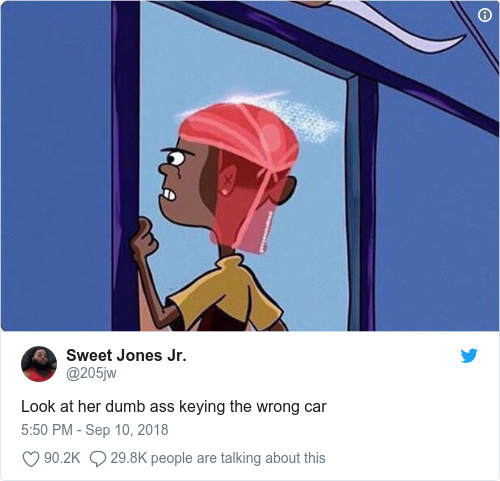 Sweet Jones Jr.
@205jw
Look at her dumb ass keying the wrong car
5:50 PM - Sep 10, 2018
90.2K 29.8K people are talking about this